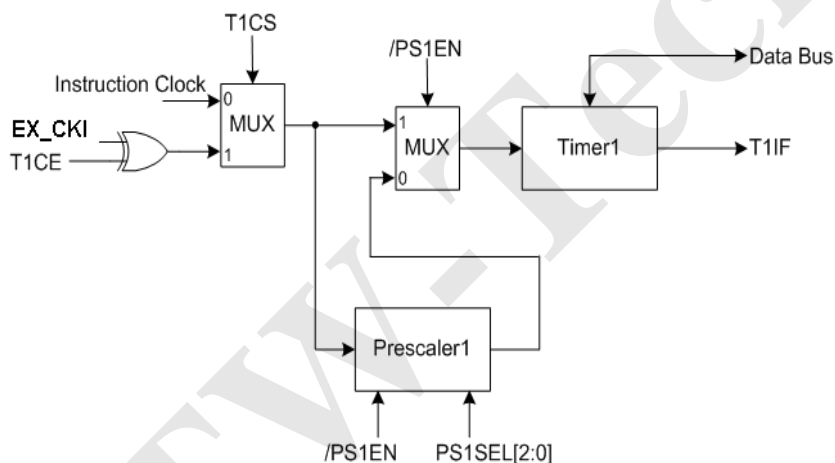 T1CS
/PS1EN
Data Bus
Instruction Clock
0
MUX
1
EX_CKI
T1CE
1
MUX
0
Timer1
T1IF
Prescaler1
/PS1EN
PS1SEL[2:0]